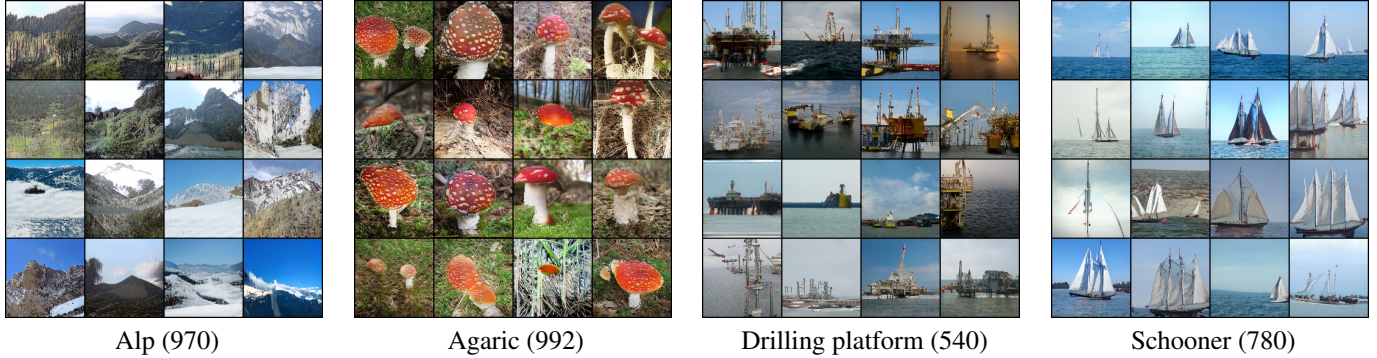 Alp (970)
Agaric (992)
Drilling platform (540)
Schooner (780)